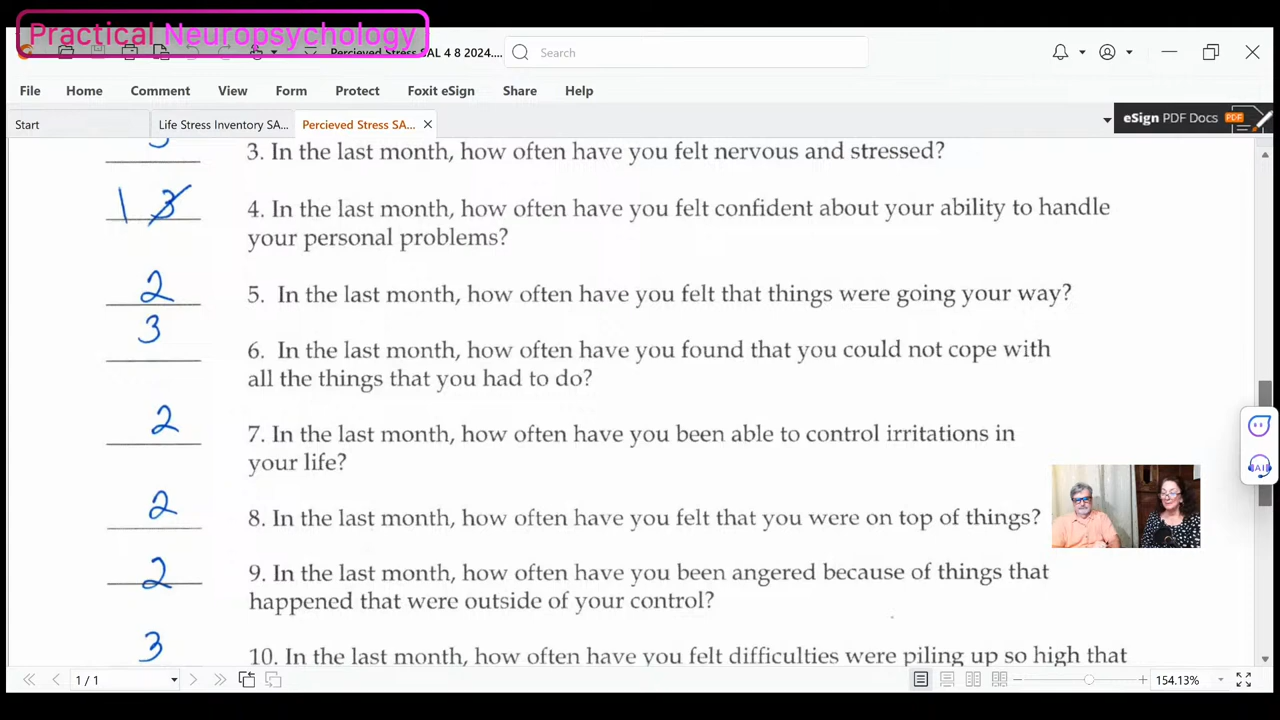 Practical Neuropsychology
Percieved Stress SAL 4 8 2024....
Search
File Home Comment View Form Protect Foxit eSign Share Help
Start Life Stress Inventory SA... Percieved Stress SA...
eSign PDF Docs PDF
3. In the last month, how often have you felt nervous and stressed?
1 3 4. In the last month, how often have you felt confident about your ability to handle
your personal problems?
2 5. In the last month, how often have you felt that things were going your way?
3 6. In the last month, how often have you found that you could not cope with
all the things that you had to do?
2 7. In the last month, how often have you been able to control irritations in
your life?
2 8. In the last month, how often have you felt that you were on top of things?
2 9. In the last month, how often have you been angered because of things that
happened that were outside of your control?
3 10. In the last month, how often have you felt difficulties were piling up so high that
AI
1 / 1 154.13%